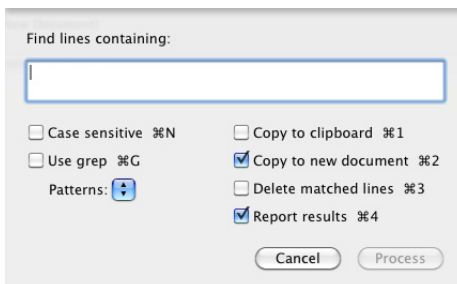 Find lines containing:
Case sensitive ⌘N
Copy to clipboard ⌘1
Use grep ⌘G
Copy to new document ⌘2
Patterns:
Delete matched lines ⌘3
Report results ⌘4
Cancel
Process